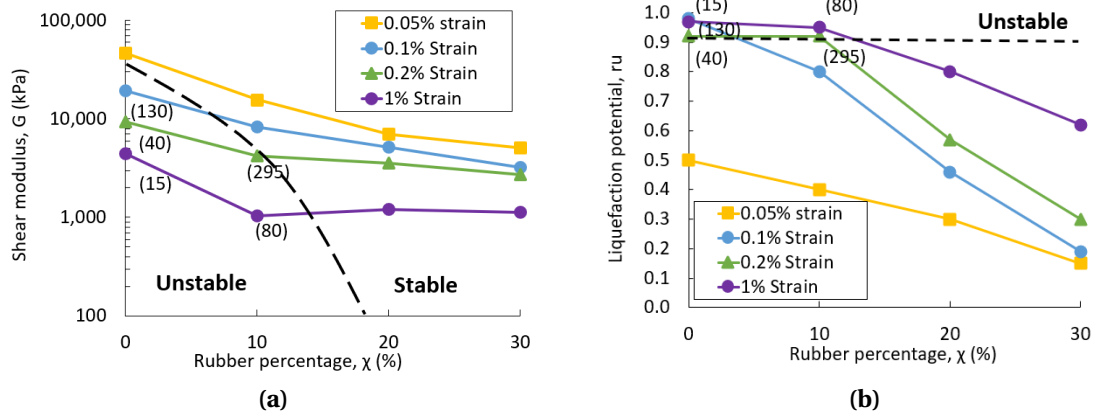 100,000
10,000
1,000
100
Shear modulus, G (kPa)
0.05% strain
0.1% Strain
0.2% Strain
1% Strain
(130)
(40)
(15)
(295)
(80)
Unstable
Stable
0
10
20
30
Rubber percentage, χ (%)
(a)
1.0
0.9
0.8
0.7
0.6
0.5
0.4
0.3
0.2
0.1
0.0
Liquefaction potential, ru
(15)
(130)
(40)
(80)
(295)
Unstable
0.05% strain
0.1% Strain
0.2% Strain
1% Strain
0
10
20
30
Rubber percentage, χ (%)
(b)